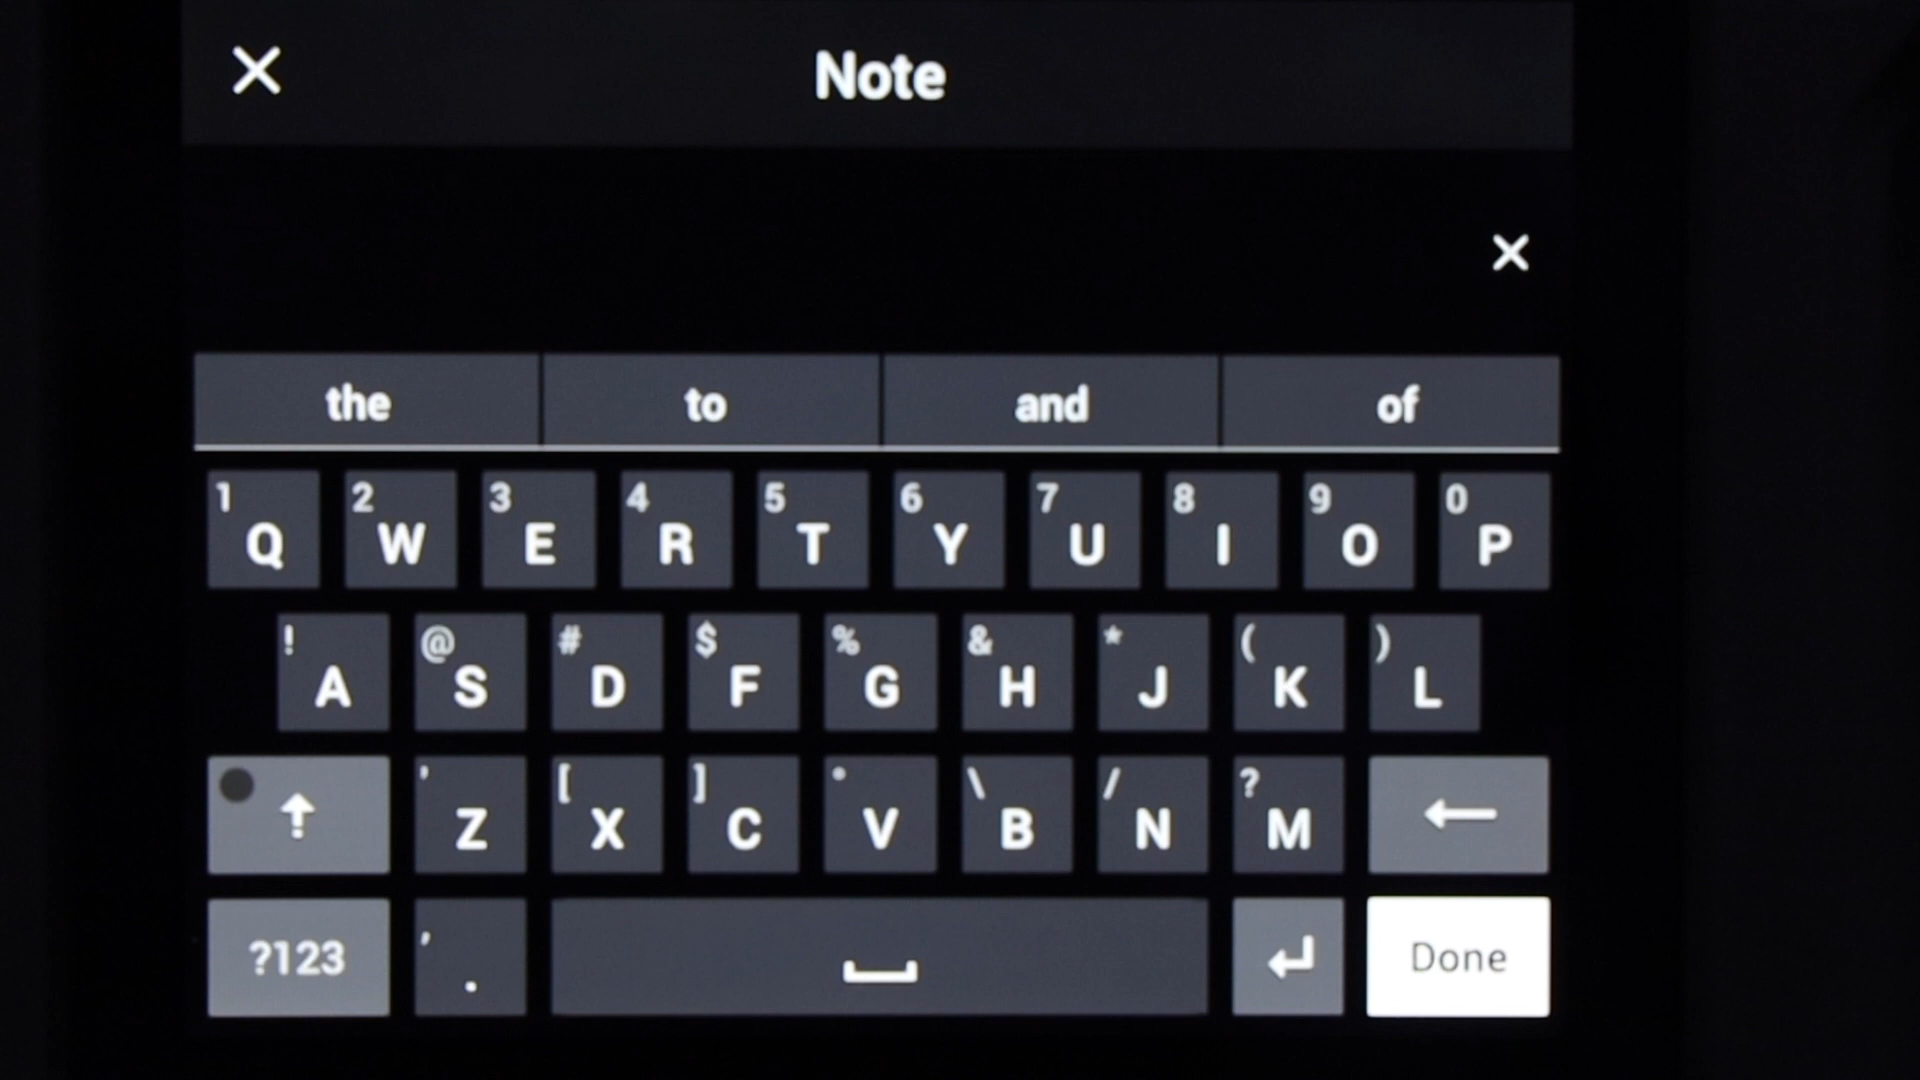 Note
the to and of
1 2 3 4 5 6 7 8 9 0
Q W E R T Y U I O P
! @ # $ % & * ( )
A S D F G H J K L
' [ ] \ / ?
Z X C V B N M
?123 , . Done